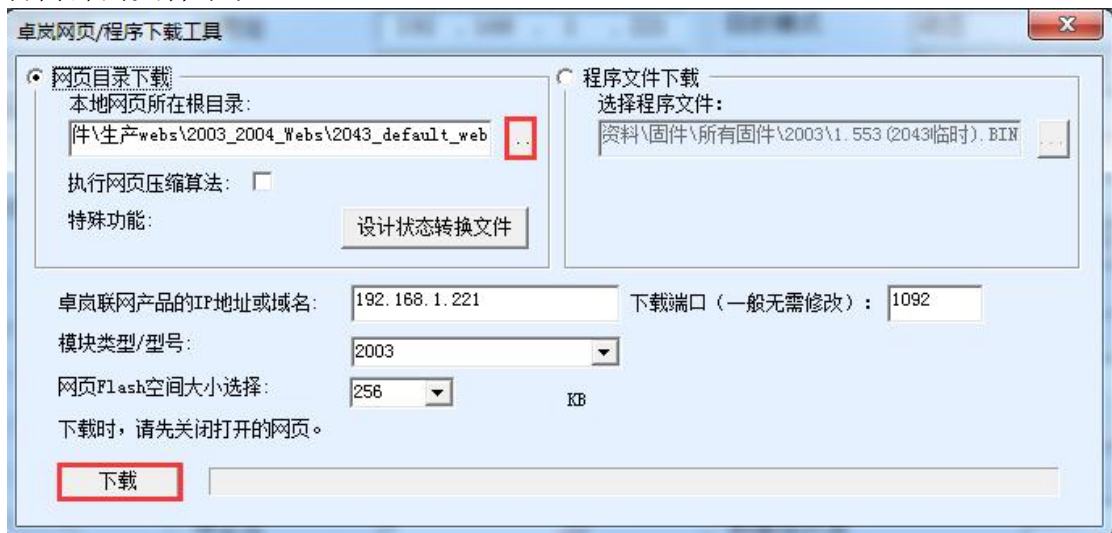 卓岚网页/程序下载工具
网页目录下载
本地网页所在根目录:
件\生产webs\2003_2004_Webs\2043_default_web
..
执行网页压缩算法:
特殊功能:
设计状态转换文件
程序文件下载
选择程序文件:
资料\固件\所有固件\2003\1.553(2043临时).BIN
...
卓岚联网产品的IP地址或域名:
192.168.1.221
下载端口（一般无需修改）:
1092
模块类型/型号:
2003
网页Flash空间大小选择:
256
KB
下载时，请先关闭打开的网页。
下载